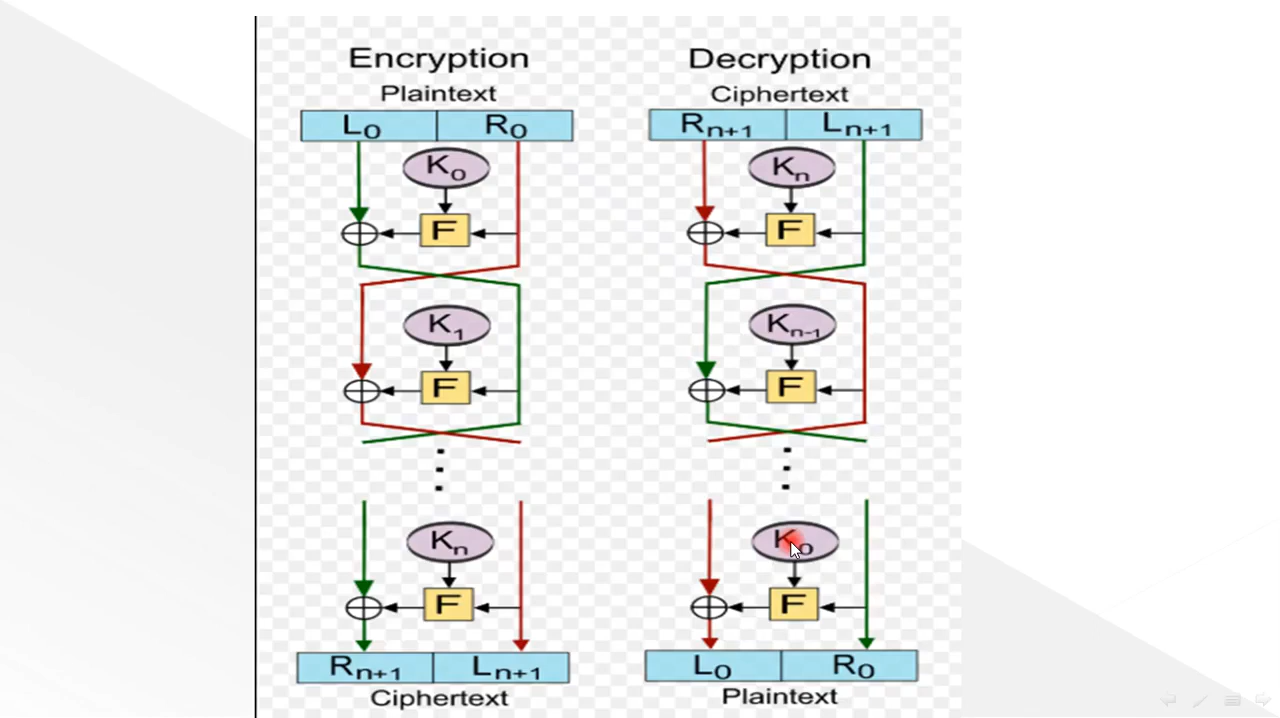 Encryption
Plaintext
L0 R0
K0
F
K1
F
Kn
F
Rn+1 Ln+1
Ciphertext
Decryption
Ciphertext
Rn+1 Ln+1
Kn
F
Kn-1
F
K0
F
L0 R0
Plaintext